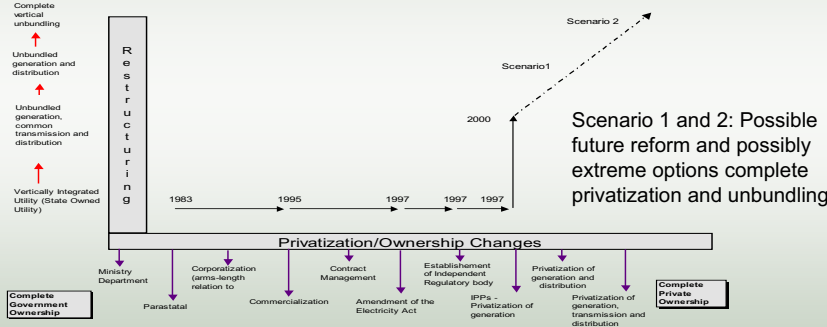 Complete
vertical
unbundling
Unbundled
generation and
distribution
Unbundled
generation,
common
transmission and
distribution
Vertically Integrated
Utility (State Owned
Utility)
Restructuring
1983
1995
1997
1997
1997
2000
Scenario1
Scenario 2
Scenario 1 and 2: Possible
future reform and possibly
extreme options complete
privatization and unbundling
Privatization/Ownership Changes
Ministry
Department
Parastatal
Corporatization
(arms-length
relation to
Commercialization
Contract
Management
Amendment of the
Electricity Act
Establisement
of Independent
Regulatory body
IPPs -
Privatization of
generation
Privatization of
generation and
distribution
Privatization of
generation,
transmission and
distribution
Complete
Government
Ownership
Complete
Private
Ownership